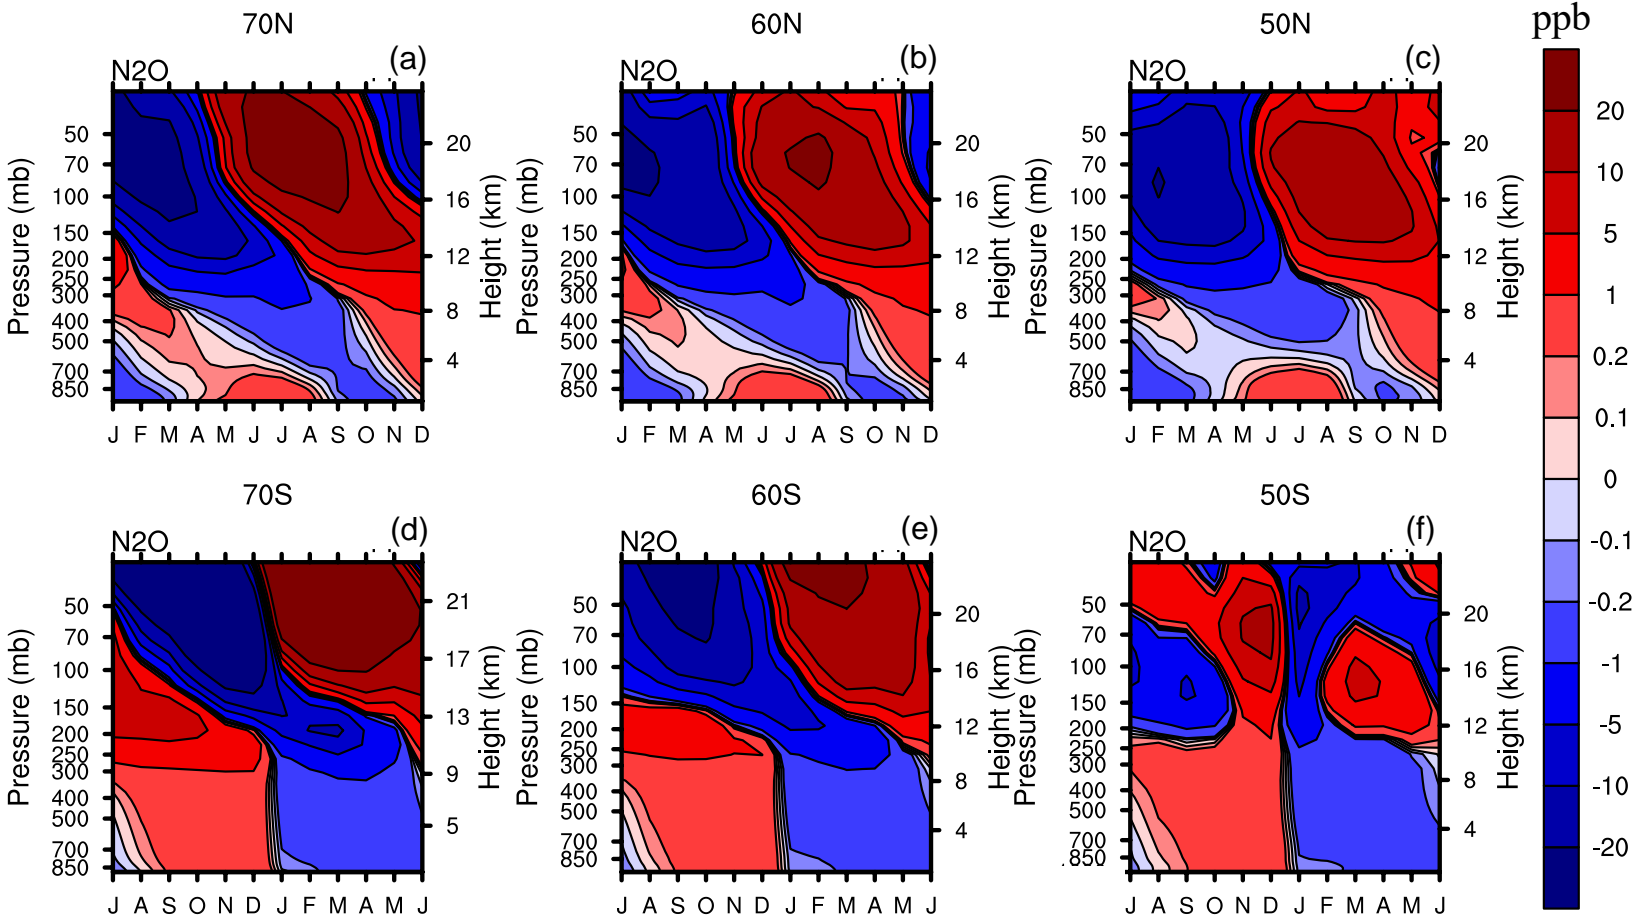 70N 60N 50N ppb
N2O (a) N2O (b) N2O (c)
Pressure (mb) 50 70 100 150 200 250 300 400 500 700 850
20 16 12 8 4 Height (km)
J F M A M J J A S O N D
Pressure (mb) 50 70 100 150 200 250 300 400 500 700 850
20 16 12 8 4 Height (km)
J F M A M J J A S O N D
Pressure (mb) 50 70 100 150 200 250 300 400 500 700 850
20 16 12 8 4 Height (km)
J F M A M J J A S O N D
20
10
5
1
0.2
0.1
0
-0.1
-0.2
-1
-5
-10
-20
70S 60S 50S
N2O (d) N2O (e) N2O (f)
Pressure (mb) 50 70 100 150 200 250 300 400 500 700 850
21 17 13 9 5 Height (km)
J A S O N D J F M A M J
Pressure (mb) 50 70 100 150 200 250 300 400 500 700 850
20 16 12 8 4 Height (km)
J A S O N D J F M A M J
Pressure (mb) 50 70 100 150 200 250 300 400 500 700 850
20 16 12 8 4 Height (km)
J A S O N D J F M A M J